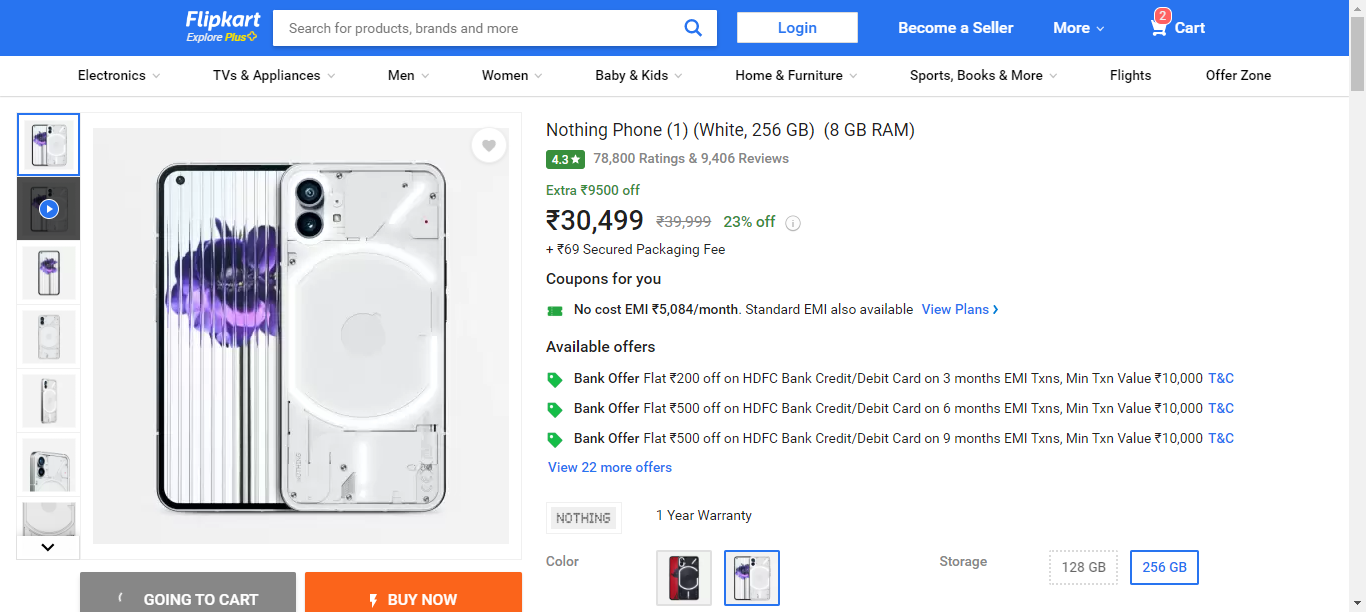 Flipkart
Explore Plus
Search for products, brands and more
Login
Become a Seller
More
2
Cart
Electronics
TVs & Appliances
Men
Women
Baby & Kids
Home & Furniture
Sports, Books & More
Flights
Offer Zone
Nothing Phone (1) (White, 256 GB) (8 GB RAM)
4.3★ 78,800 Ratings & 9,406 Reviews
Extra ₹9500 off
₹30,499 ₹39,999 23% off i
+ ₹69 Secured Packaging Fee
Coupons for you
No cost EMI ₹5,084/month. Standard EMI also available View Plans ›
Available offers
Bank Offer Flat ₹200 off on HDFC Bank Credit/Debit Card on 3 months EMI Txns, Min Txn Value ₹10,000 T&C
Bank Offer Flat ₹500 off on HDFC Bank Credit/Debit Card on 6 months EMI Txns, Min Txn Value ₹10,000 T&C
Bank Offer Flat ₹500 off on HDFC Bank Credit/Debit Card on 9 months EMI Txns, Min Txn Value ₹10,000 T&C
View 22 more offers
NOTHING
NOTHING
1 Year Warranty
Color
Storage
128 GB
256 GB
GOING TO CART
BUY NOW